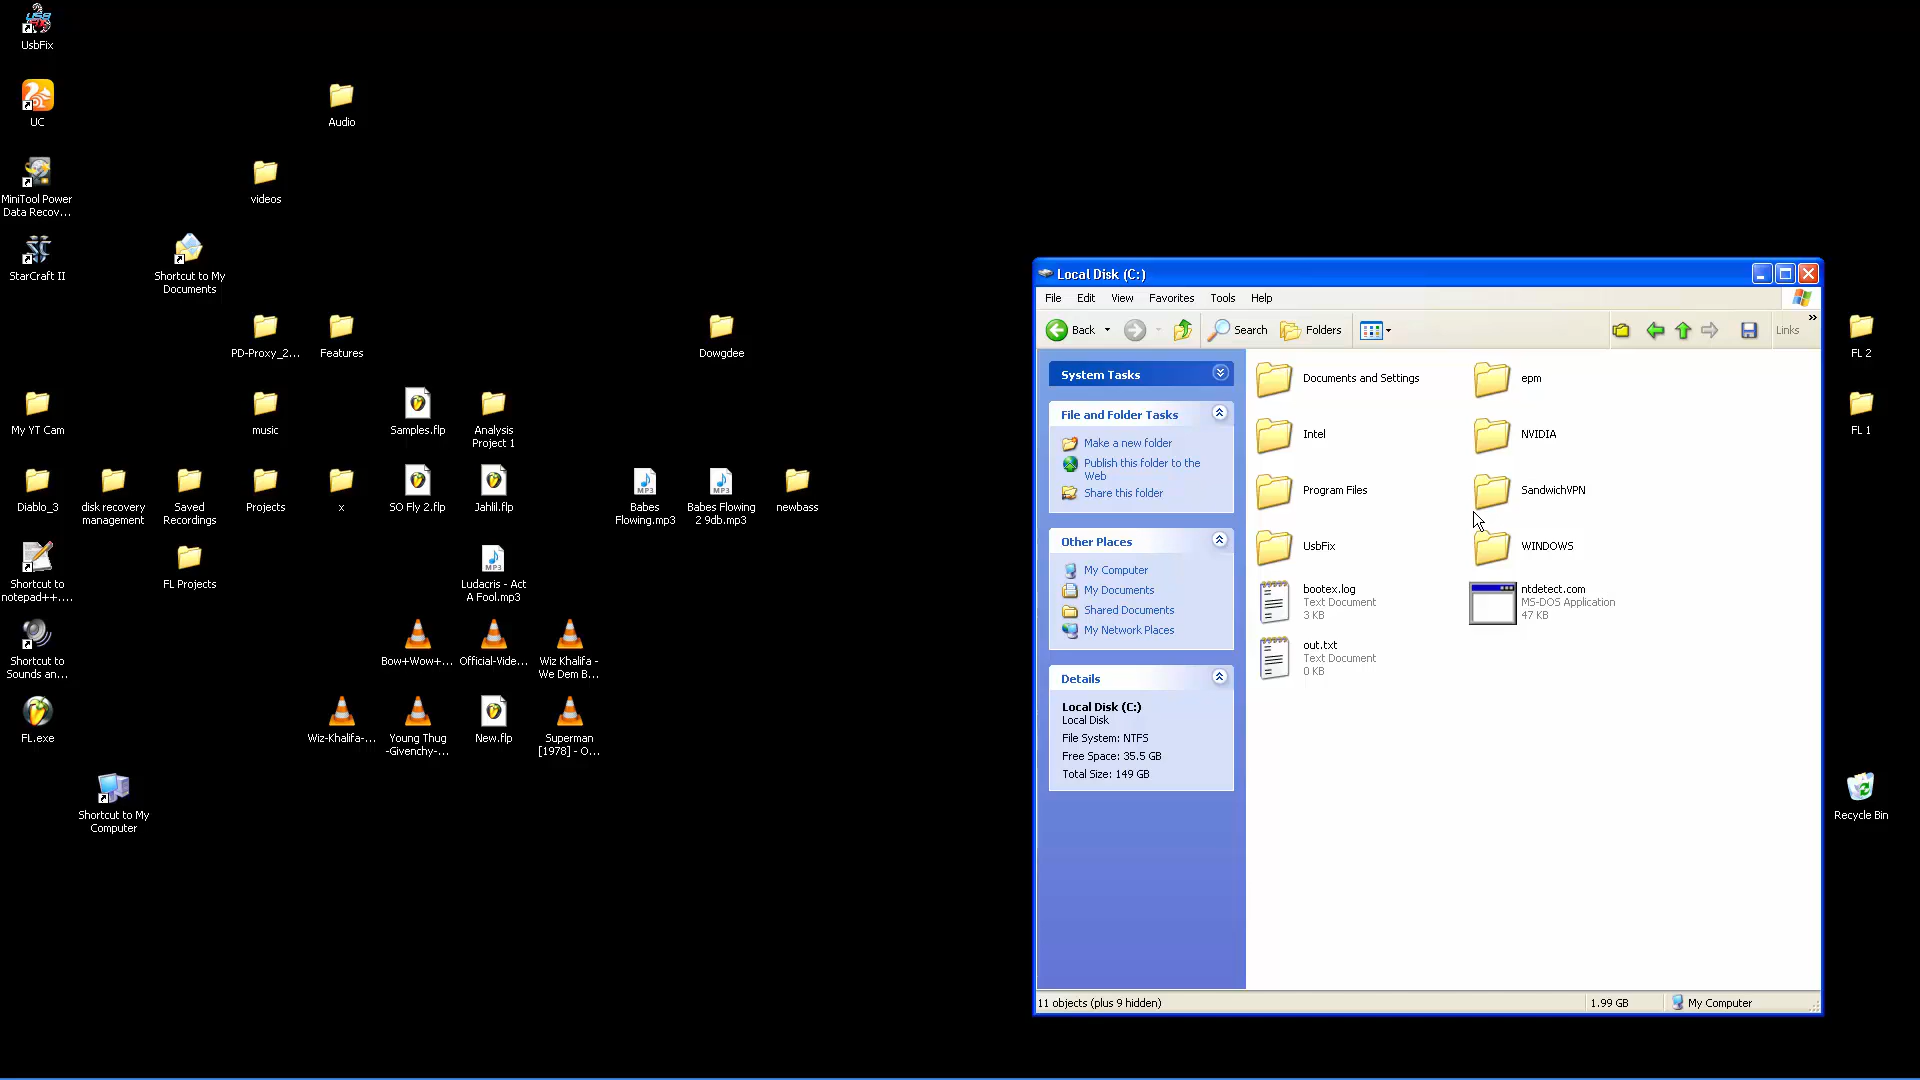 UsbFix
UC
Audio
MiniTool Power
Data Recov...
videos
StarCraft II
Shortcut to My
Documents
PD-Proxy_2...
Features
Dowgdee
My YT Cam
music
Samples.flp
Analysis
Project 1
Diablo_3
disk recovery
management
Saved
Recordings
Projects
x
SO Fly 2.flp
Jahlil.flp
Babes
Flowing.mp3
Babes Flowing
2 9db.mp3
newbass
Shortcut to
notepad++....
FL Projects
Ludacris - Act
A Fool.mp3
Shortcut to
Sounds an...
Bow+Wow+...
Official-Vide...
Wiz Khalifa -
We Dem B...
FL.exe
Wiz-Khalifa-...
Young Thug
-Givenchy-...
New.flp
Superman
[1978] - O...
Shortcut to My
Computer
Local Disk (C:)
File Edit View Favorites Tools Help
Back Search Folders Links
System Tasks
File and Folder Tasks
Make a new folder
Publish this folder to the
Web
Share this folder
Other Places
My Computer
My Documents
Shared Documents
My Network Places
Details
Local Disk (C:)
Local Disk
File System: NTFS
Free Space: 35.5 GB
Total Size: 149 GB
Documents and Settings
epm
Intel
NVIDIA
Program Files
SandwichVPN
UsbFix
WINDOWS
bootex.log
Text Document
3 KB
ntdetect.com
MS-DOS Application
47 KB
out.txt
Text Document
0 KB
11 objects (plus 9 hidden)
1.99 GB
My Computer
FL 2
FL 1
Recycle Bin